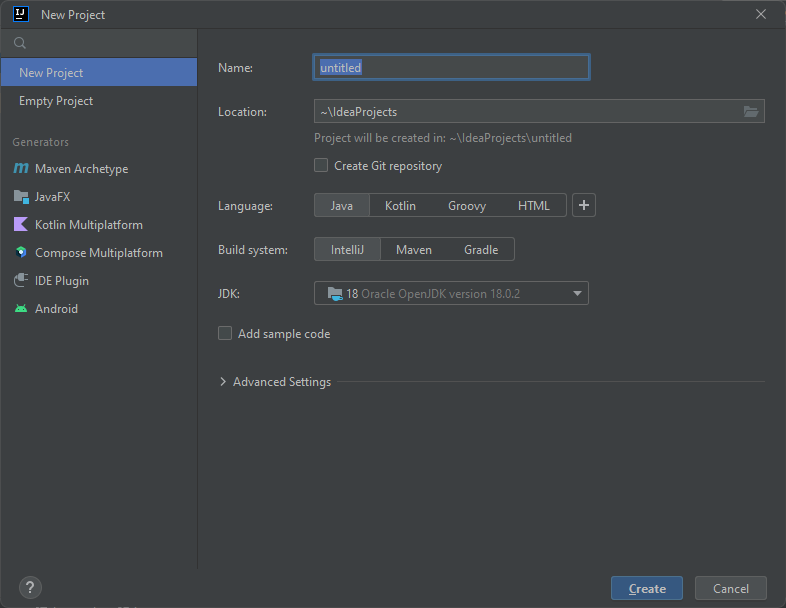 IJ New Project
New Project
Empty Project
Generators
m Maven Archetype
JavaFX
Kotlin Multiplatform
Compose Multiplatform
IDE Plugin
Android
Name: untitled
Location: ~\IdeaProjects
Project will be created in: ~\IdeaProjects\untitled
Create Git repository
Language: Java Kotlin Groovy HTML +
Build system: IntelliJ Maven Gradle
JDK: 18 Oracle OpenJDK version 18.0.2
Add sample code
Advanced Settings
? Create Cancel